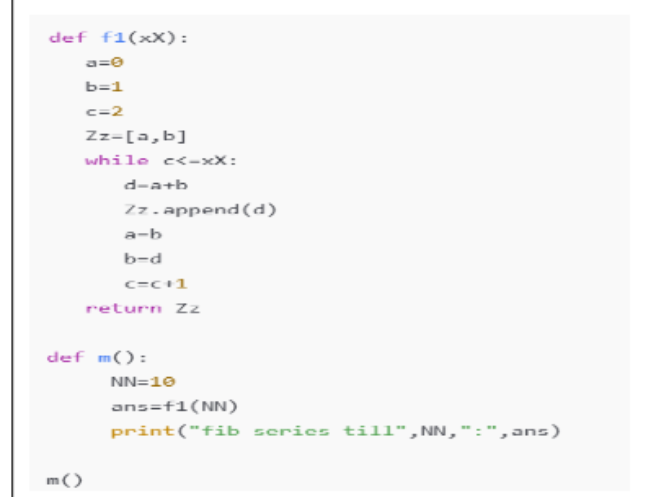 def f1(xX):
    a=0
    b=1
    c=2
    Zz=[a,b]
    while c<=xX:
        d=a+b
        Zz.append(d)
        a=b
        b=d
        c=c+1
    return Zz

def m():
      NN=10
      ans=f1(NN)
      print("fib series till",NN,":",ans)

m()